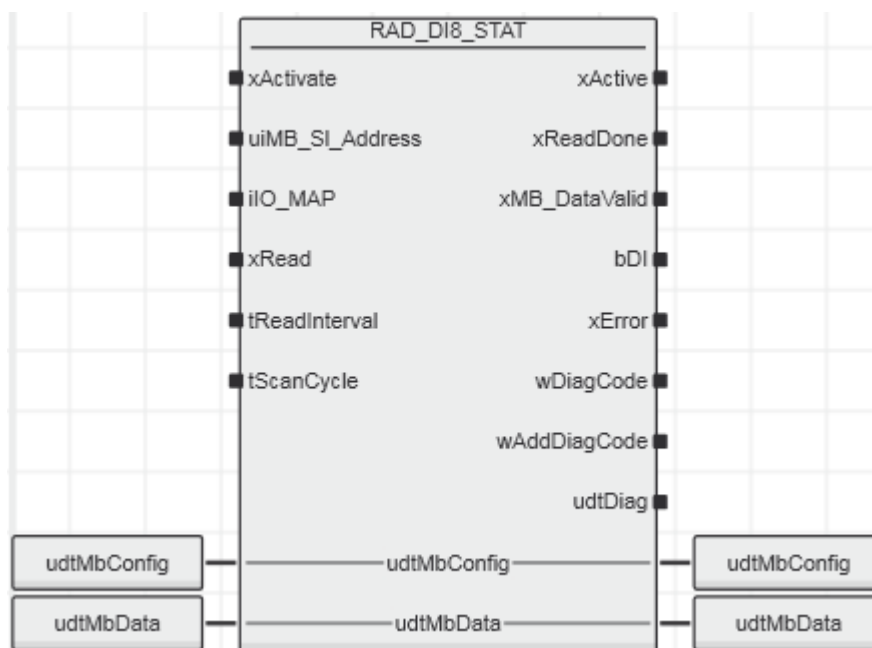 RAD_DI8_STAT
xActivate xActive
uiMB_SI_Address xReadDone
iIO_MAP xMB_DataValid
xRead bDI
tReadInterval xError
tScanCycle wDiagCode
wAddDiagCode
udtDiag
udtMbConfig udtMbConfig udtMbConfig
udtMbData udtMbData udtMbData